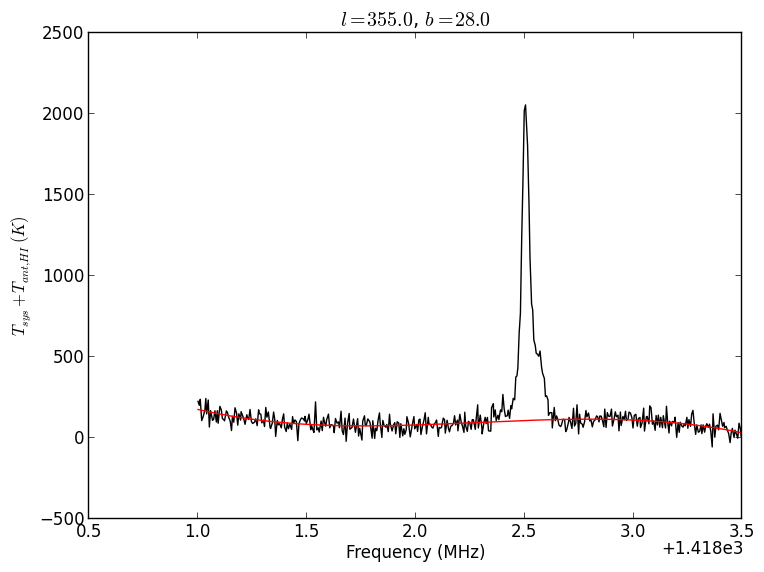 l = 355.0, b = 28.0
2500
2000
1500
1000
500
0
−500
T_sys + T_ant,HI (K)
0.5 1.0 1.5 2.0 2.5 3.0 3.5
Frequency (MHz)
+1.418e3